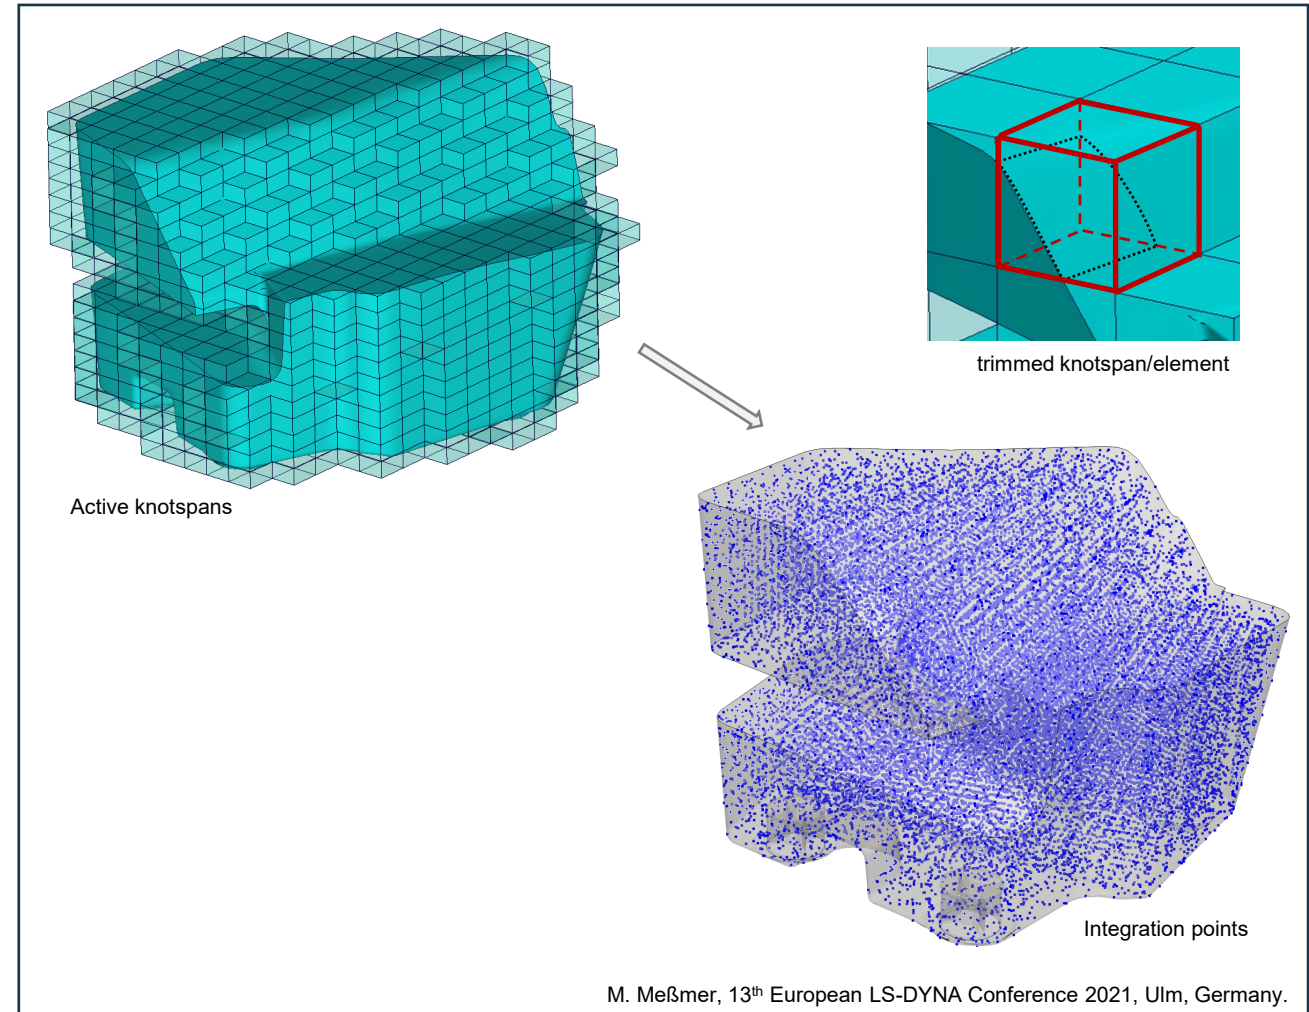 trimmed knotspan/element
Active knotspans
Integration points
M. Meßmer, 13th European LS-DYNA Conference 2021, Ulm, Germany.